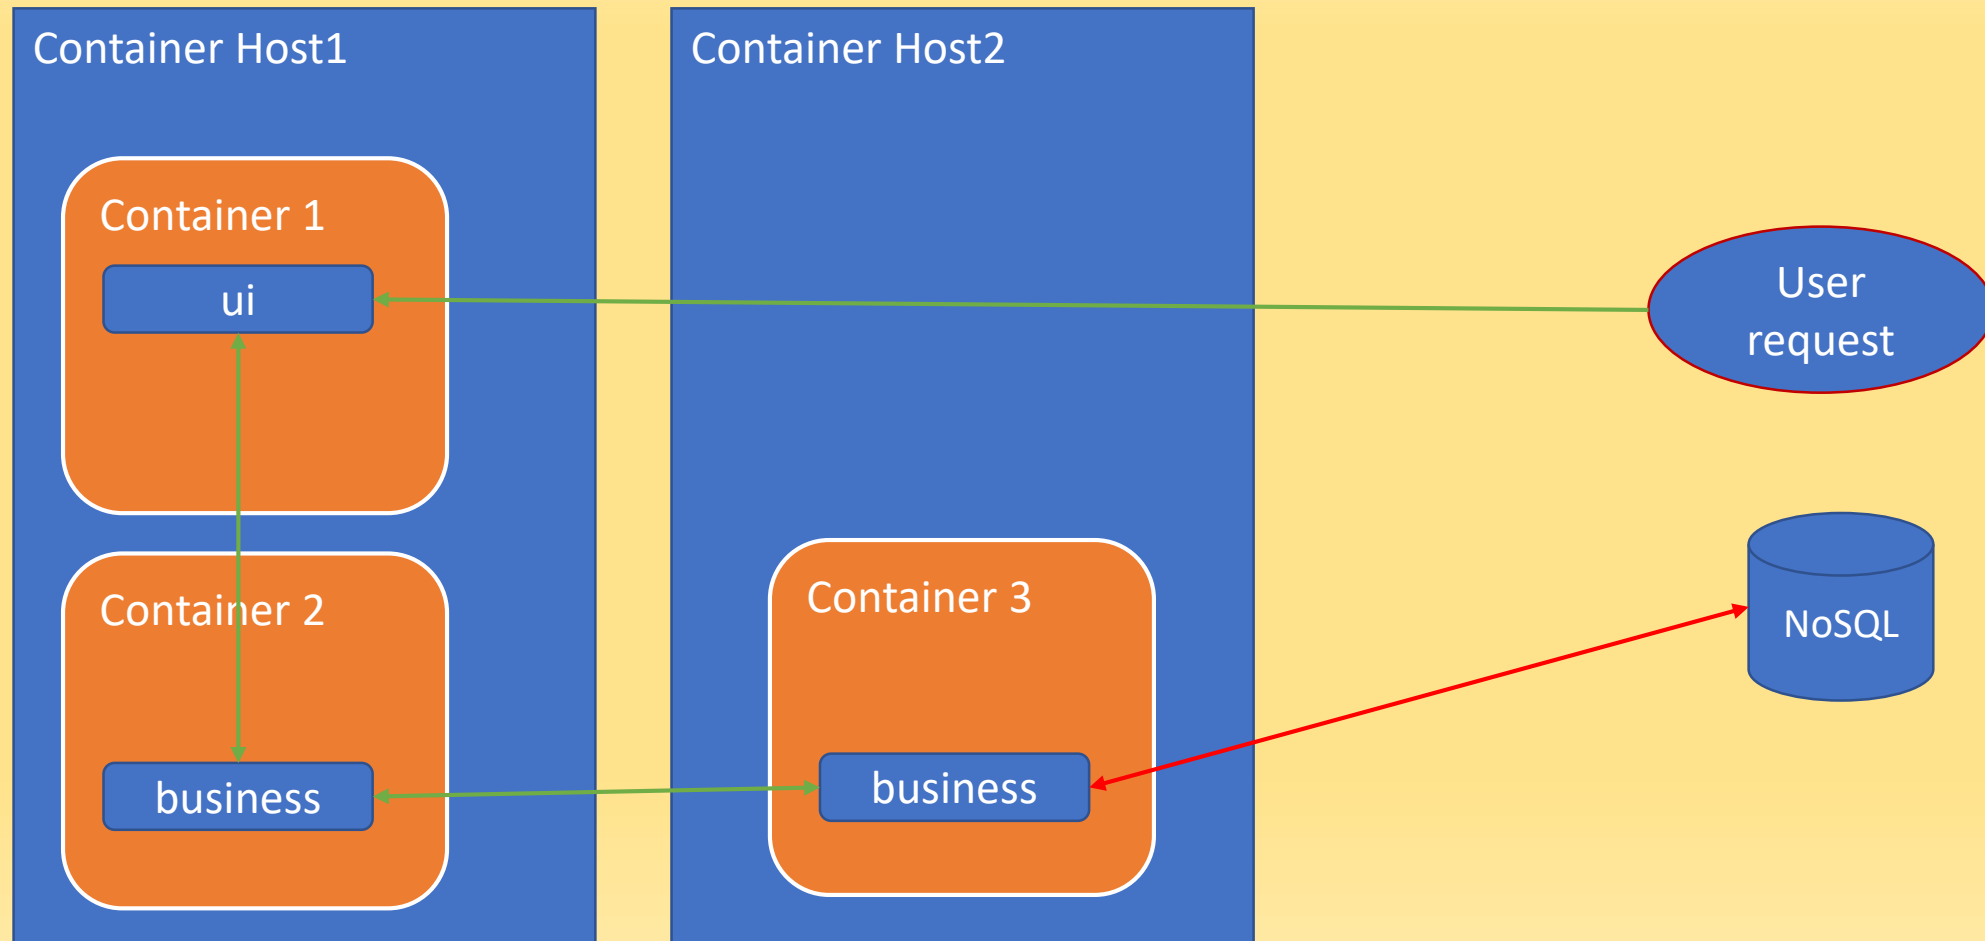 Container Host1
Container Host2
Container 1
ui
User
request
Container 2
Container 3
NoSQL
business
business